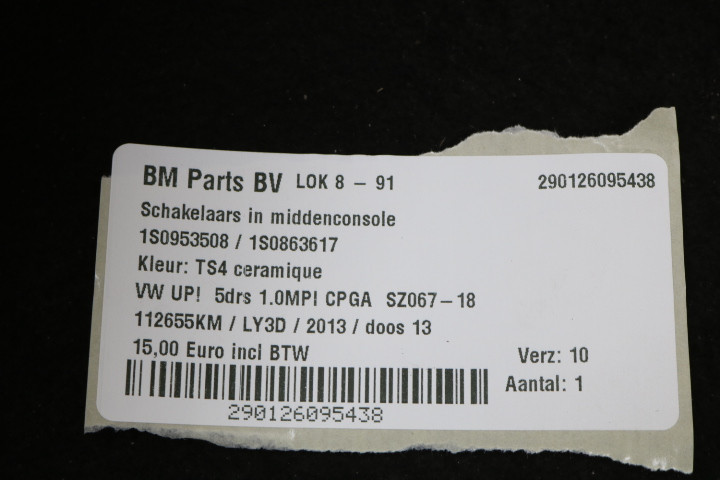 BM Parts BV LOK 8 - 91 290126095438
Schakelaars in middenconsole
1S0953508 / 1S0863617
Kleur: TS4 ceramique
VW UP! 5drs 1.0MPI CPGA SZ067-18
112655KM / LY3D / 2013 / doos 13
15,00 Euro incl BTW Verz: 10
Aantal: 1
290126095438